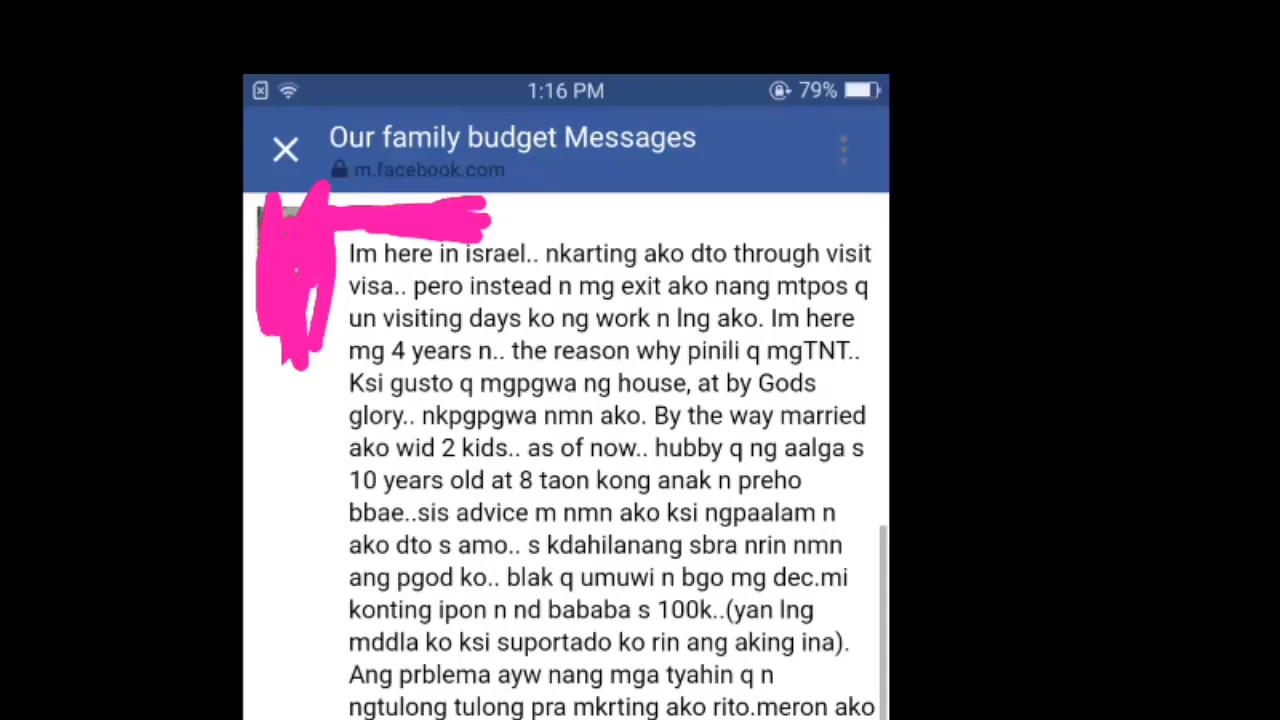 1:16 PM
79%
Our family budget Messages
m.facebook.com
Im here in israel.. nkarting ako dto through visit
visa.. pero instead n mg exit ako nang mtpos q
un visiting days ko ng work n lng ako. Im here
mg 4 years n.. the reason why pinili q mgTNT..
Ksi gusto q mgpgwa ng house, at by Gods
glory.. nkpgpgwa nmn ako. By the way married
ako wid 2 kids.. as of now.. hubby q ng aalga s
10 years old at 8 taon kong anak n preho
bbae..sis advice m nmn ako ksi ngpaalam n
ako dto s amo.. s kdahilanang sbra nrin nmn
ang pgod ko.. blak q umuwi n bgo mg dec.mi
konting ipon n nd bababa s 100k..(yan lng
mddla ko ksi suportado ko rin ang aking ina).
Ang prblema ayw nang mga tyahin q n
ngtulong tulong pra mkrting ako rito.meron ako